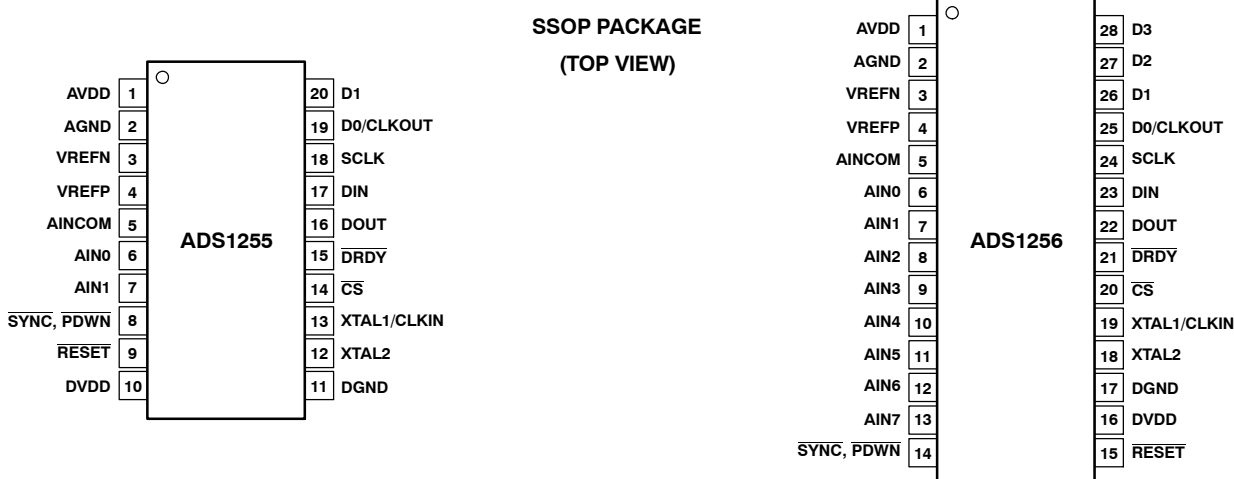 SSOP PACKAGE
(TOP VIEW)
AVDD 1
AGND 2
VREFN 3
VREFP 4
AINCOM 5
AIN0 6
AIN1 7
SYNC, PDWN 8
RESET 9
DVDD 10
ADS1255
20 D1
19 D0/CLKOUT
18 SCLK
17 DIN
16 DOUT
15 DRDY
14 CS
13 XTAL1/CLKIN
12 XTAL2
11 DGND
AVDD 1
AGND 2
VREFN 3
VREFP 4
AINCOM 5
AIN0 6
AIN1 7
AIN2 8
AIN3 9
AIN4 10
AIN5 11
AIN6 12
AIN7 13
SYNC, PDWN 14
ADS1256
28 D3
27 D2
26 D1
25 D0/CLKOUT
24 SCLK
23 DIN
22 DOUT
21 DRDY
20 CS
19 XTAL1/CLKIN
18 XTAL2
17 DGND
16 DVDD
15 RESET